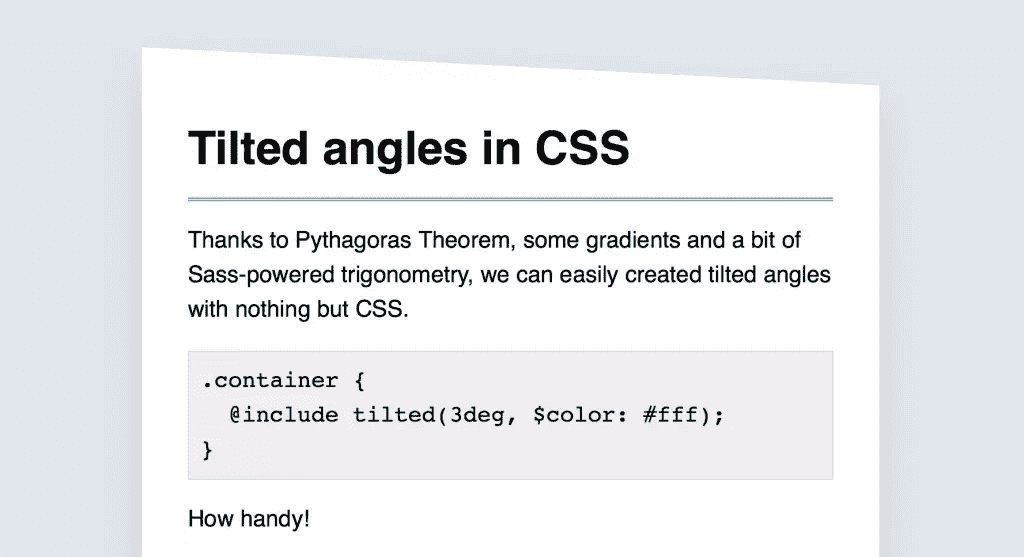 Tilted angles in CSS
Thanks to Pythagoras Theorem, some gradients and a bit of
Sass-powered trigonometry, we can easily created tilted angles
with nothing but CSS.
.container {
  @include tilted(3deg, $color: #fff);
}
How handy!